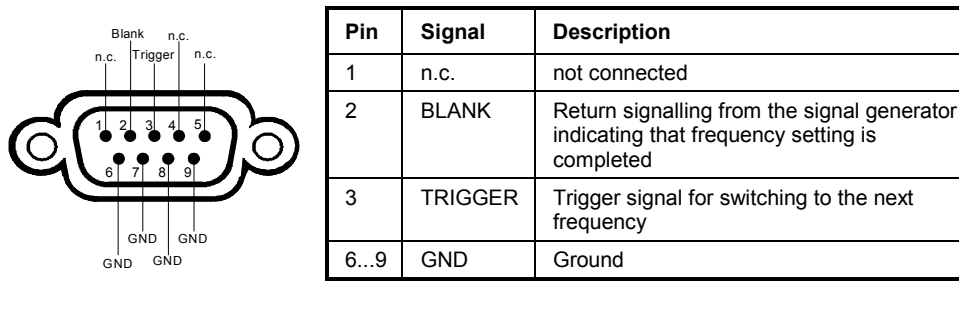 Blank n.c.
n.c. Trigger n.c.
1 2 3 4 5
6 7 8 9
GND GND
GND GND
Pin Signal Description
1 n.c. not connected
2 BLANK Return signalling from the signal generator
indicating that frequency setting is
completed
3 TRIGGER Trigger signal for switching to the next
frequency
6...9 GND Ground